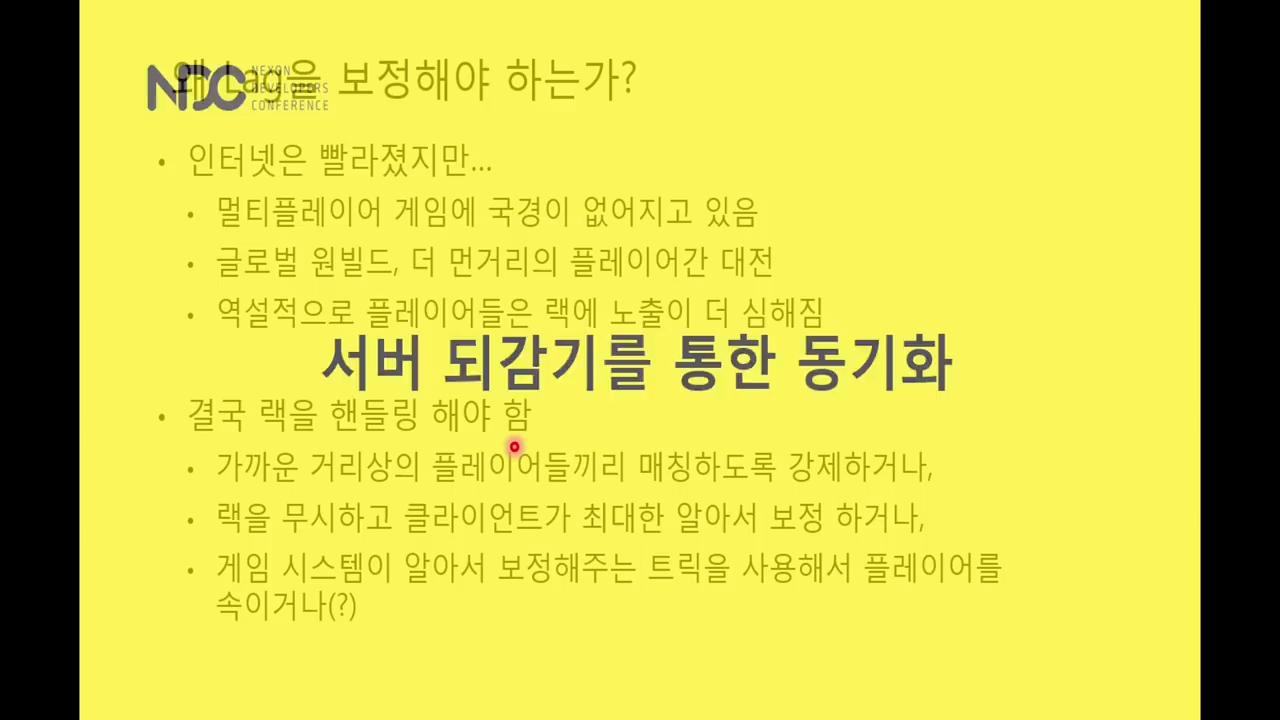 왜 Lag을 보정해야 하는가?
NDC
NEXON
DEVELOPERS
CONFERENCE
• 인터넷은 빨라졌지만...
• 멀티플레이어 게임에 국경이 없어지고 있음
• 글로벌 원빌드, 더 먼거리의 플레이어간 대전
• 역설적으로 플레이어들은 랙에 노출이 더 심해짐
서버 되감기를 통한 동기화
• 결국 랙을 핸들링 해야 함
• 가까운 거리상의 플레이어들끼리 매칭하도록 강제하거나,
• 랙을 무시하고 클라이언트가 최대한 알아서 보정 하거나,
• 게임 시스템이 알아서 보정해주는 트릭을 사용해서 플레이어를
속이거나(?)